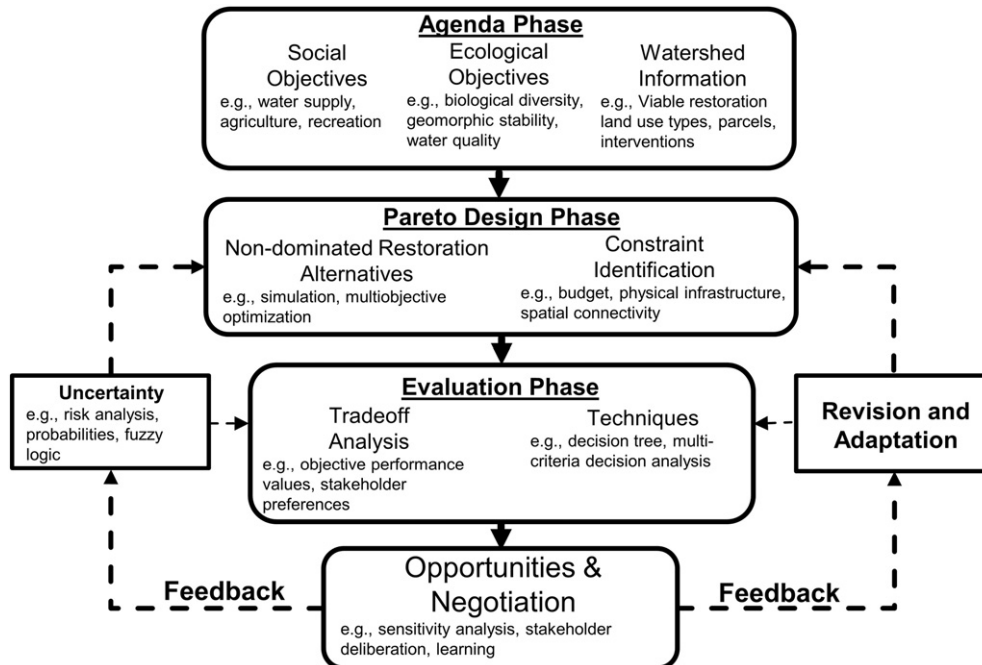 Agenda Phase
Social
Objectives
e.g., water supply,
agriculture, recreation
Ecological
Objectives
e.g., biological diversity,
geomorphic stability,
water quality
Watershed
Information
e.g., Viable restoration
land use types, parcels,
interventions
Pareto Design Phase
Non-dominated Restoration
Alternatives
e.g., simulation, multiobjective
optimization
Constraint
Identification
e.g., budget, physical infrastructure,
spatial connectivity
Uncertainty
e.g., risk analysis,
probabilities, fuzzy
logic
Evaluation Phase
Tradeoff
Analysis
e.g., objective performance
values, stakeholder
preferences
Techniques
e.g., decision tree, multi-
criteria decision analysis
Revision and
Adaptation
Feedback
Opportunities &
Negotiation
e.g., sensitivity analysis, stakeholder
deliberation, learning
Feedback